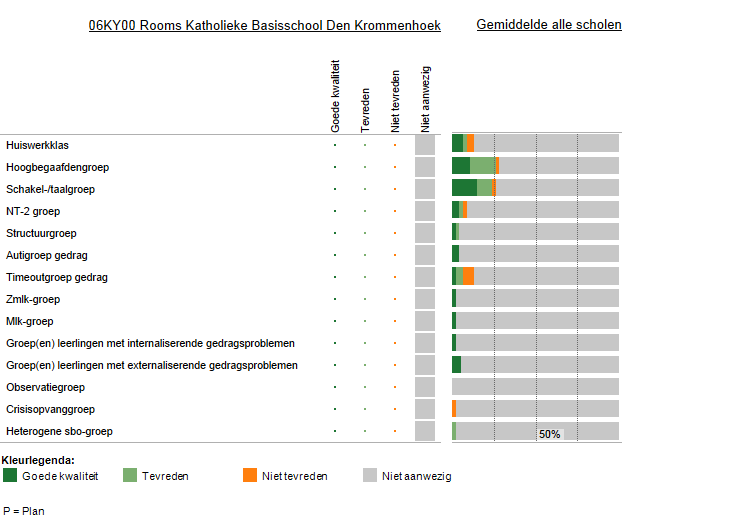 06KY00 Rooms Katholieke Basisschool Den Krommenhoek
Gemiddelde alle scholen
Goede kwaliteit
Tevreden
Niet tevreden
Niet aanwezig
Huiswerkklas
Hoogbegaafdengroep
Schakel-/taalgroep
NT-2 groep
Structuurgroep
Autigroep gedrag
Timeoutgroep gedrag
Zmlk-groep
Mlk-groep
Groep(en) leerlingen met internaliserende gedragsproblemen
Groep(en) leerlingen met externaliserende gedragsproblemen
Observatiegroep
Crisisopvanggroep
Heterogene sbo-groep
50%
Kleurlegenda:
Goede kwaliteit
Tevreden
Niet tevreden
Niet aanwezig
P = Plan